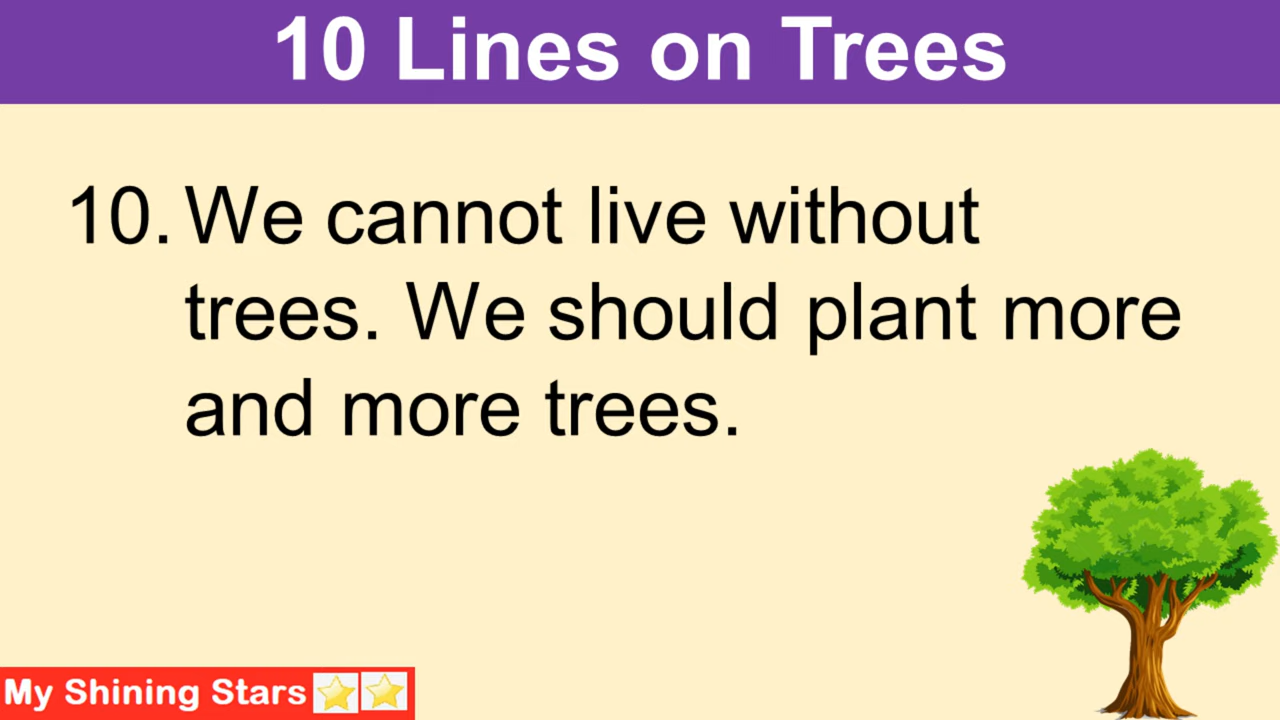 10 Lines on Trees
10. We cannot live without
trees. We should plant more
and more trees.
My Shining Stars